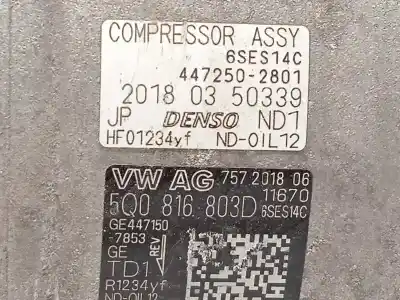 COMPRESSOR ASSY
6SES14C
447250-2801
2018 03 50339
JP DENSO ND1
HF01234yf ND-OIL12
VW AG 757 2018 06
11670
5Q0 816 803D 6SES14C
GE447150
-7853 REV
GE
TD1
R1234yf
ND-OIL12